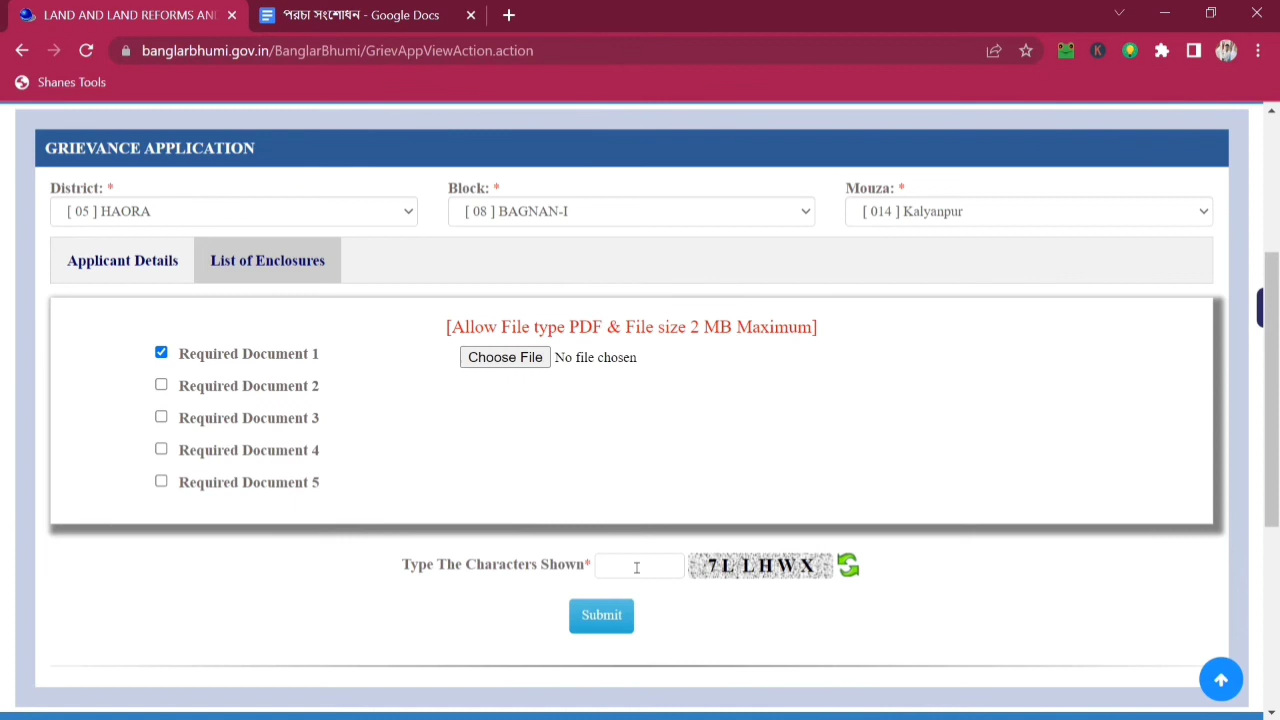 LAND AND LAND REFORMS AN
পরচা সংশোধন - Google Docs
banglarbhumi.gov.in/BanglarBhumi/GrievAppViewAction.action
K
Shanes Tools
GRIEVANCE APPLICATION
District: * Block: * Mouza: *
[ 05 ] HAORA [ 08 ] BAGNAN-I [ 014 ] Kalyanpur
Applicant Details List of Enclosures
[Allow File type PDF & File size 2 MB Maximum]
Required Document 1 Choose File No file chosen
Required Document 2
Required Document 3
Required Document 4
Required Document 5
Type The Characters Shown* 7LLHWX
Submit